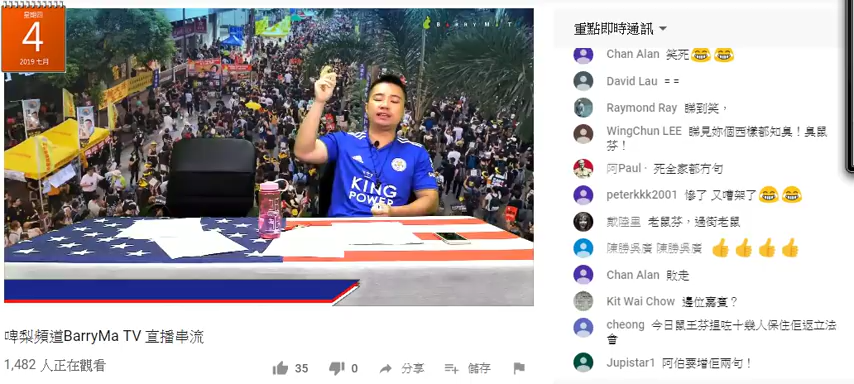 星期四
4
2019 七月
BarryMa T
KING
POWER
啤梨頻道BarryMa TV 直播串流
1,482 人正在觀看
35
0
分享
儲存
重點即時通訊
Chan Alan 笑死😂😂
David Lau = =
Raymond Ray 睇到笑，
WingChun LEE 睇見妳個西樣都知臭！臭鼠
芬！
阿Paul· 死全家都冇句
peterkkk2001 慘了 又嘈架了😂😂
戴陸里 老鼠芬，過街老鼠
陳勝吳廣 陳勝吳廣 👍👍👍👍
Chan Alan 敗走
Kit Wai Chow 邊位嘉賓？
cheong 今日鼠王芬搵咗十幾人保住佢返立法
會
Jupistar1 阿伯要增佢兩句！